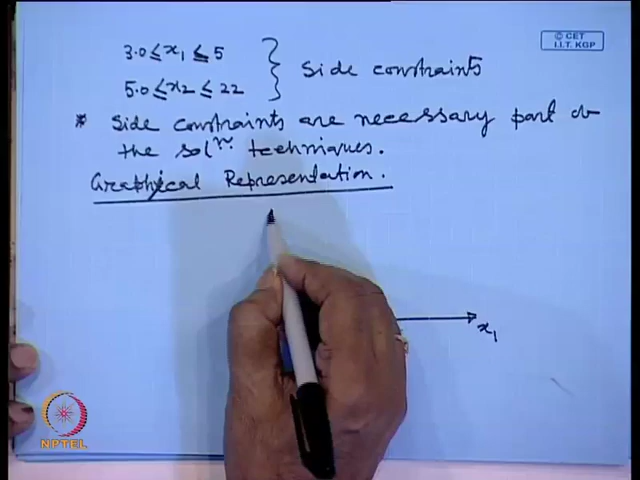 © CET
I.I.T. KGP
3.0 ≤ x₁ ≤ 5
5.0 ≤ x₂ ≤ 22
} Side constraints
* Side constraints are necessary part of
the solⁿ. techniques.
Graphical Representation.
x₁
NPTEL